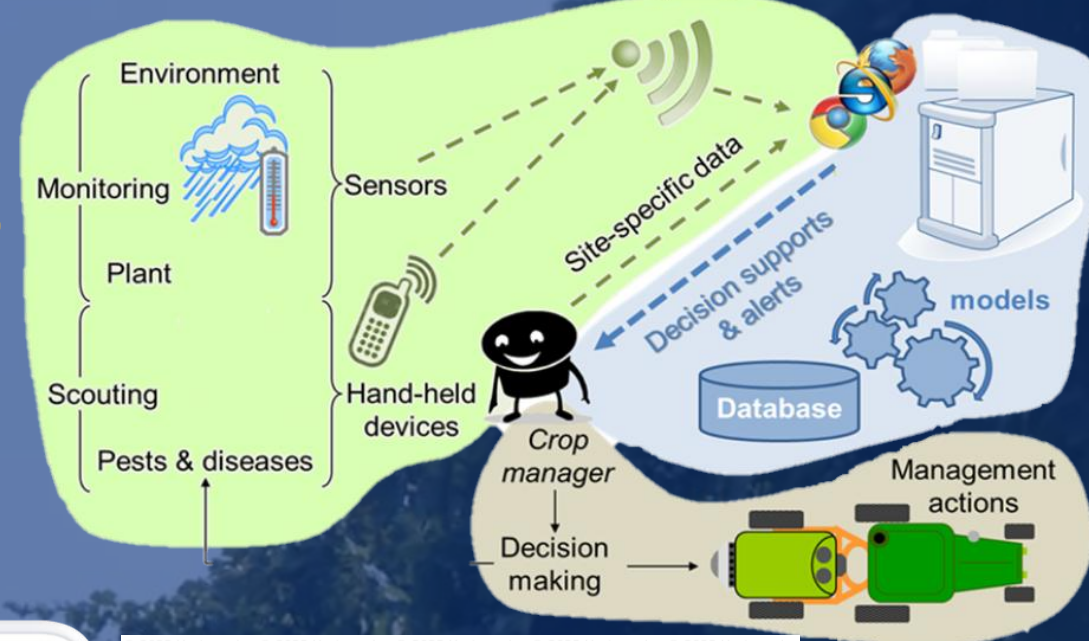 Environment
Monitoring
Sensors
Plant
Scouting
Hand-held
devices
Pests & diseases
Site-specific data
Decision supports
& alerts
models
Database
Crop
manager
Decision
making
Management
actions